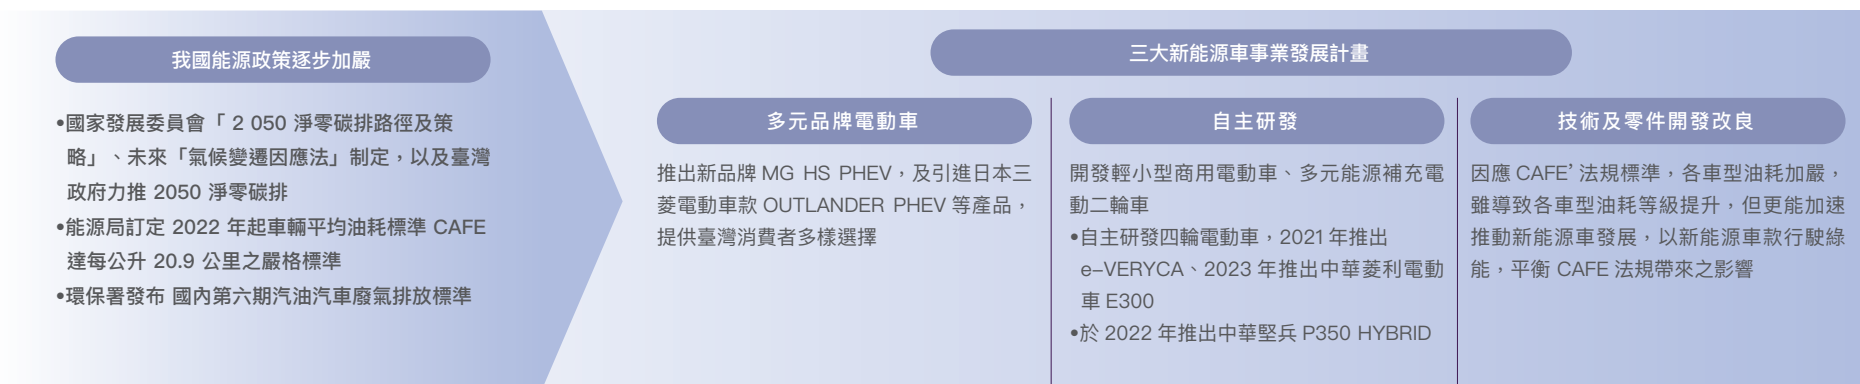 我國能源政策逐步加嚴
•國家發展委員會「 2 050 淨零碳排路徑及策
略」、未來「氣候變遷因應法」制定，以及臺灣
政府力推 2050 淨零碳排
•能源局訂定 2022 年起車輛平均油耗標準 CAFE
達每公升 20.9 公里之嚴格標準
•環保署發布 國內第六期汽油汽車廢氣排放標準
三大新能源車事業發展計畫
多元品牌電動車
推出新品牌 MG HS PHEV，及引進日本三
菱電動車款 OUTLANDER PHEV 等產品，
提供臺灣消費者多樣選擇
自主研發
開發輕小型商用電動車、多元能源補充電
動二輪車
•自主研發四輪電動車，2021 年推出
e-VERYCA、2023 年推出中華菱利電動
車 E300
•於 2022 年推出中華堅兵 P350 HYBRID
技術及零件開發改良
因應 CAFE’ 法規標準，各車型油耗加嚴，
雖導致各車型油耗等級提升，但更能加速
推動新能源車發展，以新能源車款行駛綠
能，平衡 CAFE 法規帶來之影響